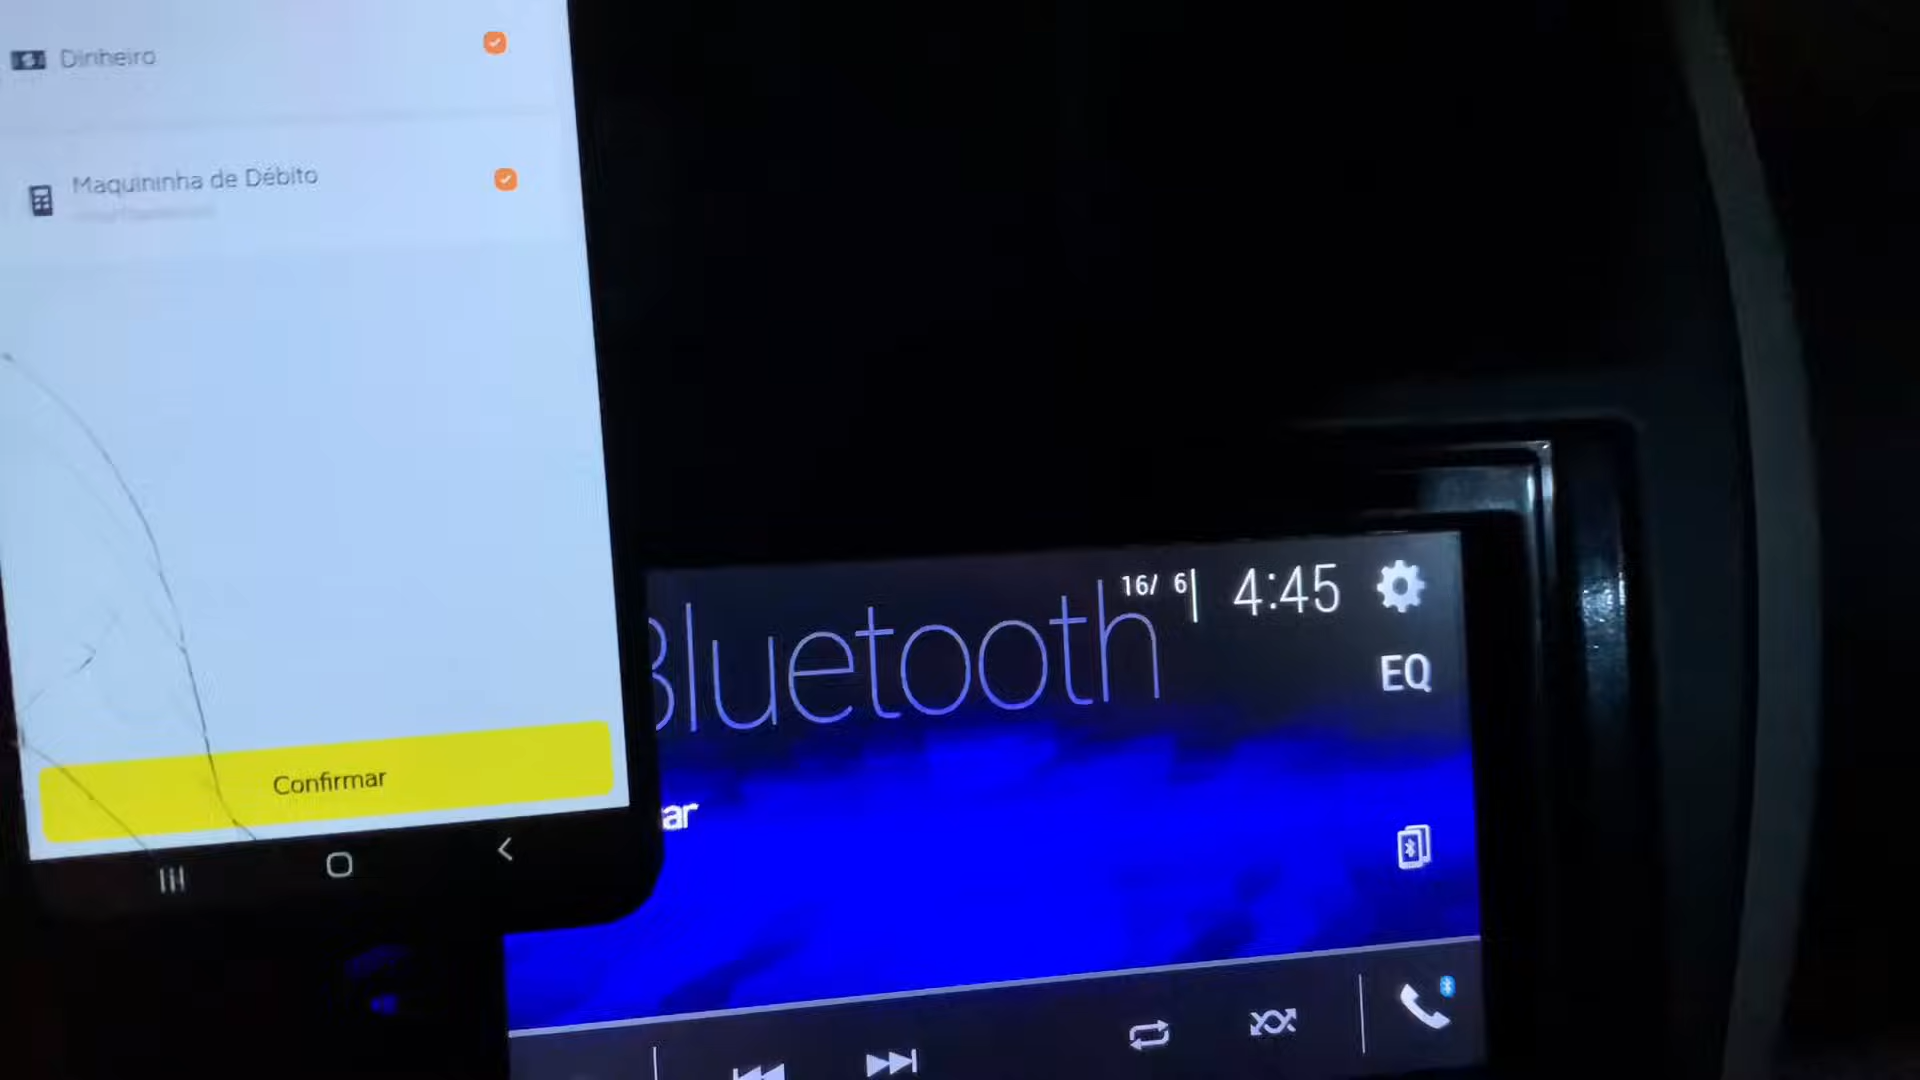 Dinheiro
Maquininha de Débito
Confirmar
16/ 6
4:45
Bluetooth
EQ
ar